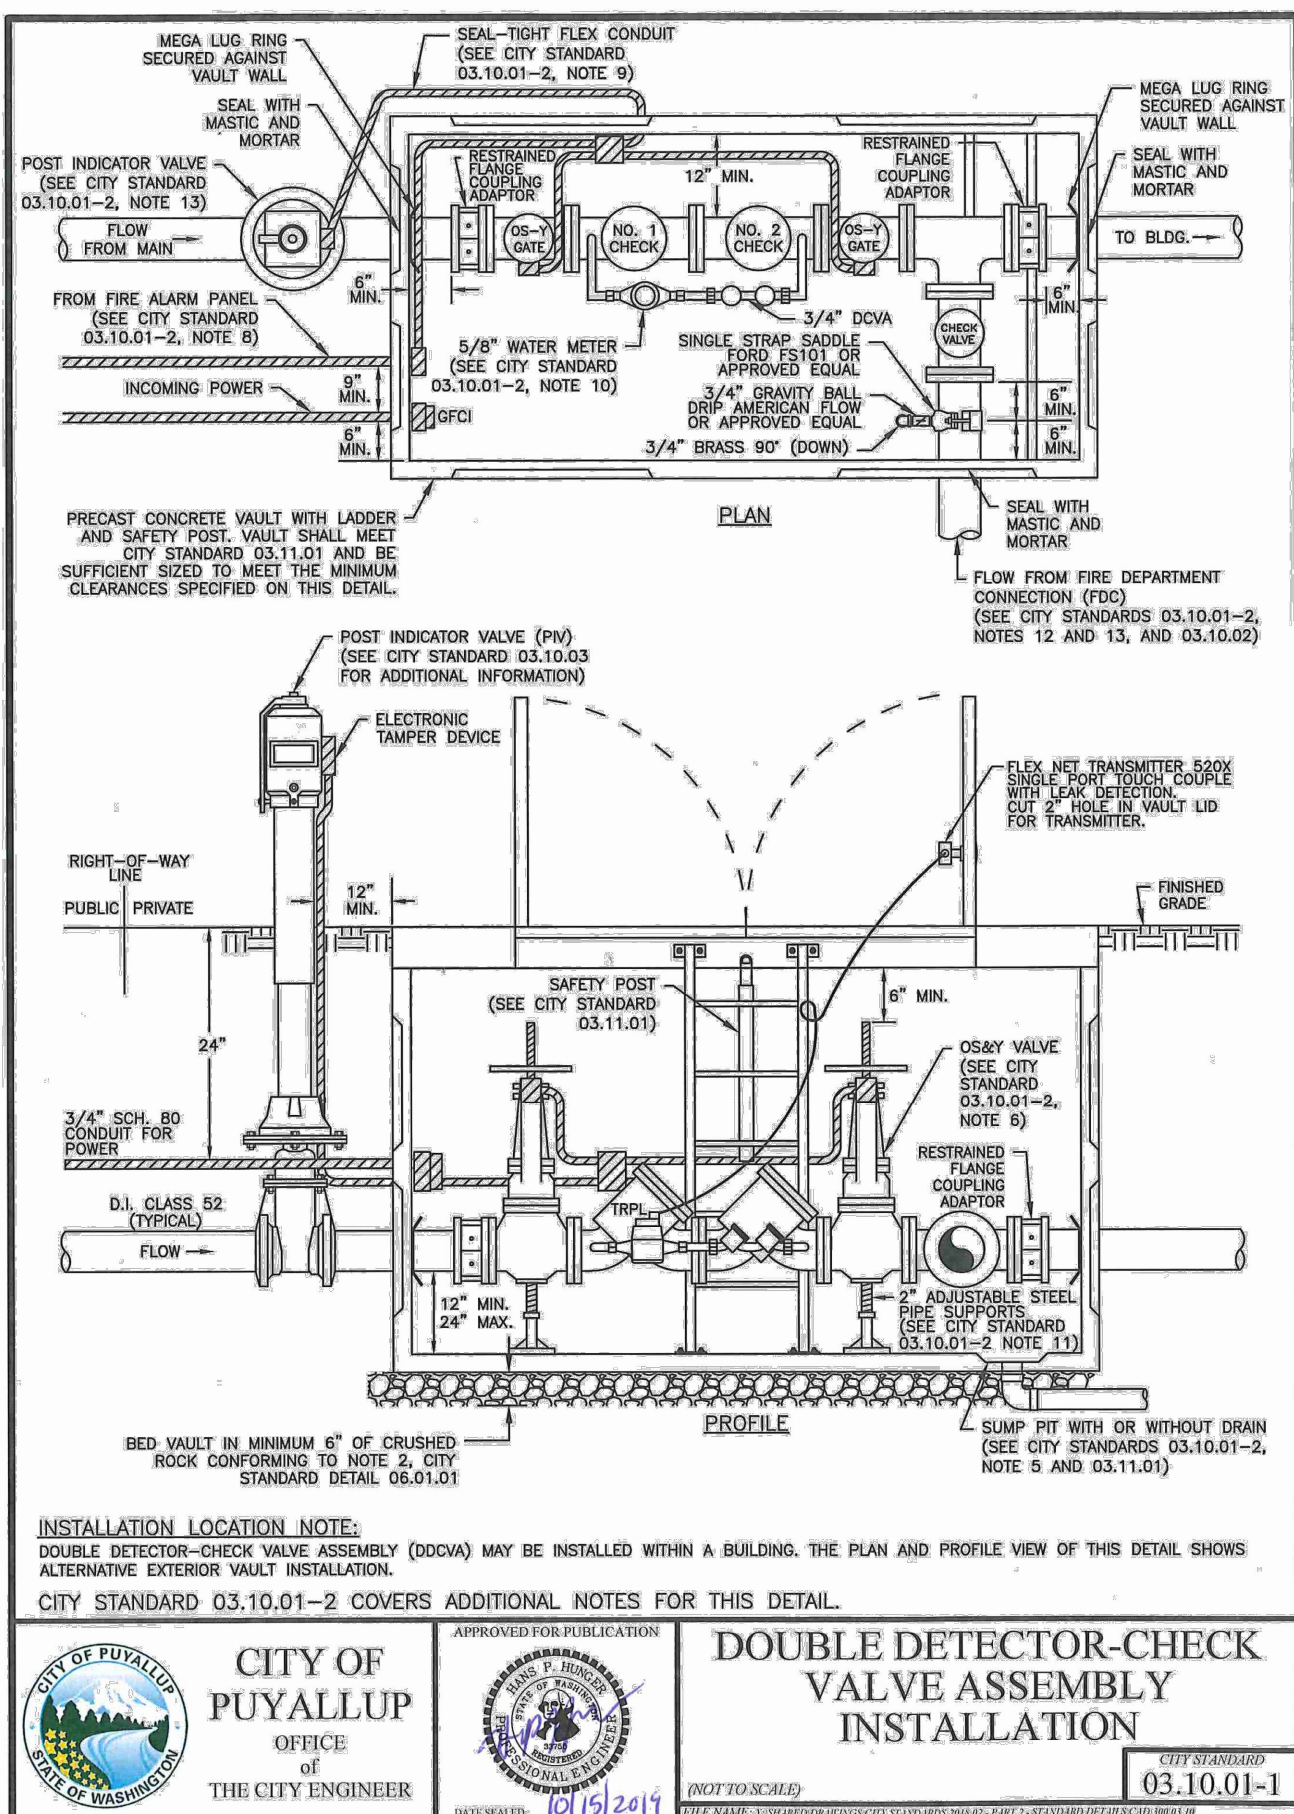 MEGA LUG RING
SECURED AGAINST
VAULT WALL
SEAL-TIGHT FLEX CONDUIT
(SEE CITY STANDARD
03.10.01-2, NOTE 9)
SEAL WITH
MASTIC AND
MORTAR
POST INDICATOR VALVE
(SEE CITY STANDARD
03.10.01-2, NOTE 13)
FLOW
FROM MAIN
RESTRAINED
FLANGE
COUPLING
ADAPTOR
12" MIN.
RESTRAINED
FLANGE
COUPLING
ADAPTOR
MEGA LUG RING
SECURED AGAINST
VAULT WALL
SEAL WITH
MASTIC AND
MORTAR
OS-Y
GATE
NO. 1
CHECK
NO. 2
CHECK
OS-Y
GATE
TO BLDG.
6"
MIN.
6"
MIN.
FROM FIRE ALARM PANEL
(SEE CITY STANDARD
03.10.01-2, NOTE 8)
INCOMING POWER
9"
MIN.
6"
MIN.
GFCI
5/8" WATER METER
(SEE CITY STANDARD
03.10.01-2, NOTE 10)
3/4" DCVA
SINGLE STRAP SADDLE
FORD FS101 OR
APPROVED EQUAL
3/4" GRAVITY BALL
DRIP AMERICAN FLOW
OR APPROVED EQUAL
3/4" BRASS 90° (DOWN)
CHECK
VALVE
6"
MIN.
6"
MIN.
PRECAST CONCRETE VAULT WITH LADDER
AND SAFETY POST. VAULT SHALL MEET
CITY STANDARD 03.11.01 AND BE
SUFFICIENT SIZED TO MEET THE MINIMUM
CLEARANCES SPECIFIED ON THIS DETAIL.
PLAN
SEAL WITH
MASTIC AND
MORTAR
FLOW FROM FIRE DEPARTMENT
CONNECTION (FDC)
(SEE CITY STANDARDS 03.10.01-2,
NOTES 12 AND 13, AND 03.10.02)
POST INDICATOR VALVE (PIV)
(SEE CITY STANDARD 03.10.03
FOR ADDITIONAL INFORMATION)
ELECTRONIC
TAMPER DEVICE
FLEX NET TRANSMITTER 520X
SINGLE PORT TOUCH COUPLE
WITH LEAK DETECTION.
CUT 2" HOLE IN VAULT LID
FOR TRANSMITTER.
RIGHT-OF-WAY
LINE
PUBLIC PRIVATE
12"
MIN.
FINISHED
GRADE
SAFETY POST
(SEE CITY STANDARD
03.11.01)
6" MIN.
24"
OS&Y VALVE
(SEE CITY
STANDARD
03.10.01-2,
NOTE 6)
3/4" SCH. 80
CONDUIT FOR
POWER
RESTRAINED
FLANGE
COUPLING
ADAPTOR
D.I. CLASS 52
(TYPICAL)
FLOW
TRPL
12" MIN.
24" MAX.
2" ADJUSTABLE STEEL
PIPE SUPPORTS
(SEE CITY STANDARD
03.10.01-2 NOTE 11)
PROFILE
BED VAULT IN MINIMUM 6" OF CRUSHED
ROCK CONFORMING TO NOTE 2, CITY
STANDARD DETAIL 06.01.01
SUMP PIT WITH OR WITHOUT DRAIN
(SEE CITY STANDARDS 03.10.01-2,
NOTE 5 AND 03.11.01)
INSTALLATION LOCATION NOTE:
DOUBLE DETECTOR-CHECK VALVE ASSEMBLY (DDCVA) MAY BE INSTALLED WITHIN A BUILDING. THE PLAN AND PROFILE VIEW OF THIS DETAIL SHOWS
ALTERNATIVE EXTERIOR VAULT INSTALLATION.
CITY STANDARD 03.10.01-2 COVERS ADDITIONAL NOTES FOR THIS DETAIL.
CITY OF PUYALLUP
STATE OF WASHINGTON
CITY OF
PUYALLUP
OFFICE
of
THE CITY ENGINEER
APPROVED FOR PUBLICATION
HANS P. HUNGER
STATE OF WASHINGTON
33755
REGISTERED
PROFESSIONAL ENGINEER
DATE SEALED: 10/15/2019
DOUBLE DETECTOR-CHECK
VALVE ASSEMBLY
INSTALLATION
(NOT TO SCALE)
CITY STANDARD
03.10.01-1